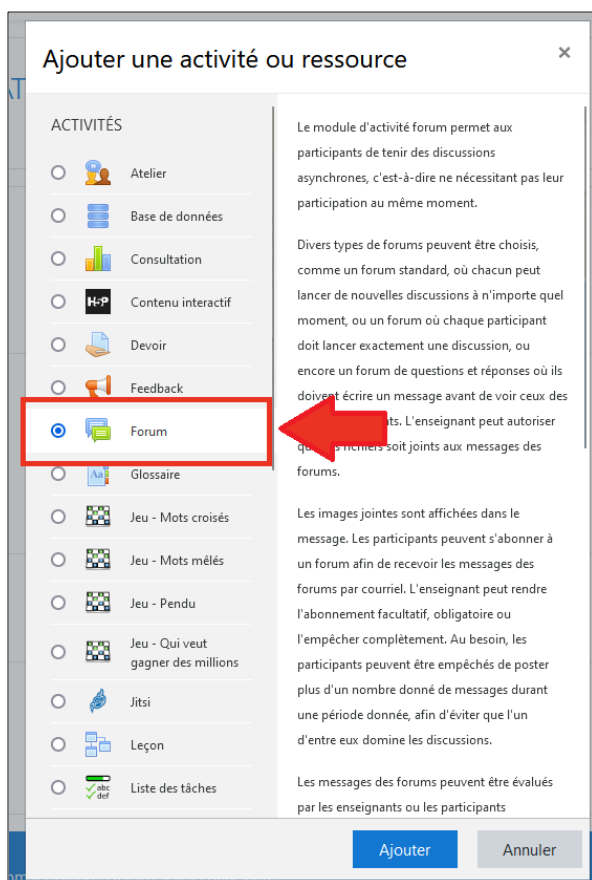 Ajouter une activité ou ressource ×
AT
ACTIVITÉS
Atelier
Base de données
Consultation
H-P Contenu interactif
Devoir
Feedback
Forum
Aa Glossaire
Jeu - Mots croisés
Jeu - Mots mêlés
Jeu - Pendu
Jeu - Qui veut
gagner des millions
Jitsi
Leçon
abc
def
Liste des tâches
Le module d'activité forum permet aux
participants de tenir des discussions
asynchrones, c'est-à-dire ne nécessitant pas leur
participation au même moment.
Divers types de forums peuvent être choisis,
comme un forum standard, où chacun peut
lancer de nouvelles discussions à n'importe quel
moment, ou un forum où chaque participant
doit lancer exactement une discussion, ou
encore un forum de questions et réponses où ils
doivent écrire un message avant de voir ceux des
L'enseignant peut autoriser
soit joints aux messages des
forums.
Les images jointes sont affichées dans le
message. Les participants peuvent s'abonner à
un forum afin de recevoir les messages des
forums par courriel. L'enseignant peut rendre
l'abonnement facultatif, obligatoire ou
l'empêcher complètement. Au besoin, les
participants peuvent être empêchés de poster
plus d'un nombre donné de messages durant
une période donnée, afin d'éviter que l'un
d'entre eux domine les discussions.
Les messages des forums peuvent être évalués
par les enseignants ou les participants
Ajouter
Annuler